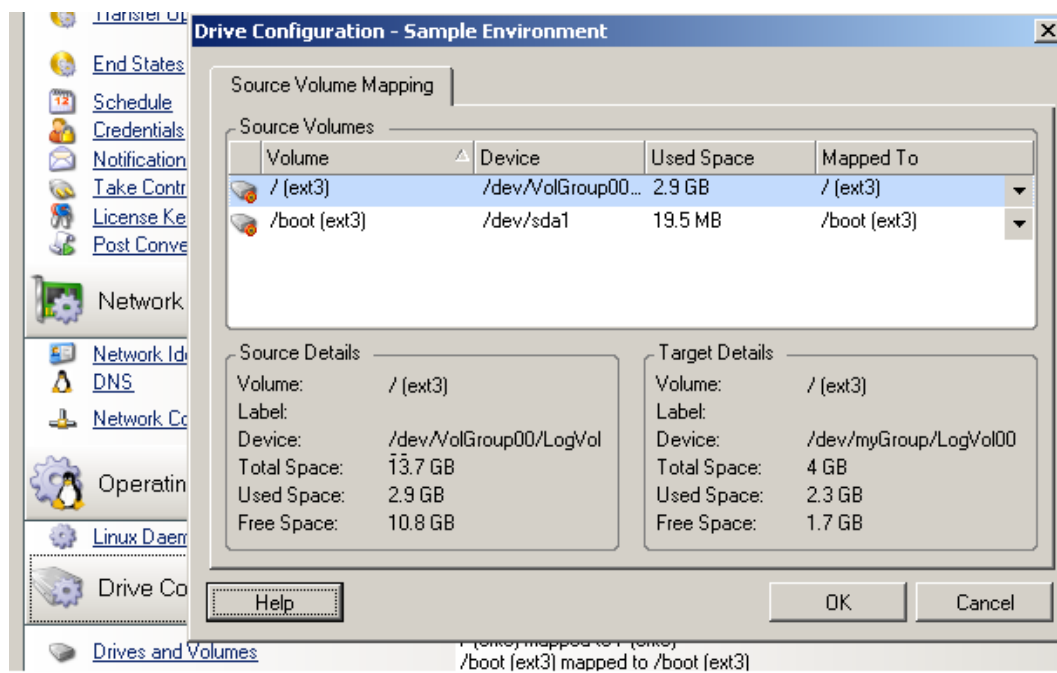 Drive Configuration - Sample Environment
End States
Schedule
Credentials
Notification
Take Contr
License Ke
Post Conve
Network
Network Ide
DNS
Network Co
Operatin
Linux Daem
Drive Co
Drives and Volumes
Source Volume Mapping
Source Volumes
Volume Device Used Space Mapped To
/ (ext3) /dev/VolGroup00... 2.9 GB / (ext3)
/boot (ext3) /dev/sda1 19.5 MB /boot (ext3)
Source Details
Volume: / (ext3)
Label:
Device: /dev/VolGroup00/LogVol
Total Space: 13.7 GB
Used Space: 2.9 GB
Free Space: 10.8 GB
Target Details
Volume: / (ext3)
Label:
Device: /dev/myGroup/LogVol00
Total Space: 4 GB
Used Space: 2.3 GB
Free Space: 1.7 GB
Help OK Cancel
/boot (ext3) mapped to /boot (ext3)